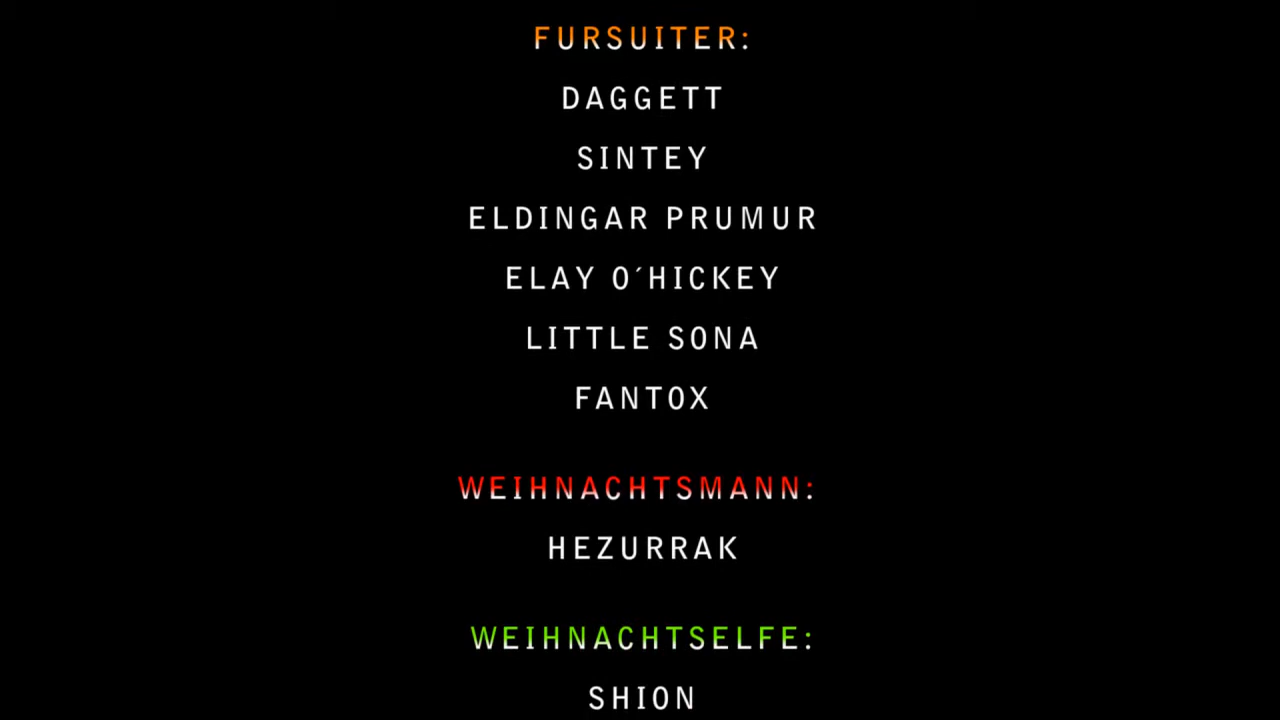 FURSUITER:
DAGGETT
SINTEY
ELDINGAR PRUMUR
ELAY O´HICKEY
LITTLE SONA
FANTOX
WEIHNACHTSMANN:
HEZURRAK
WEIHNACHTSELFE:
SHION